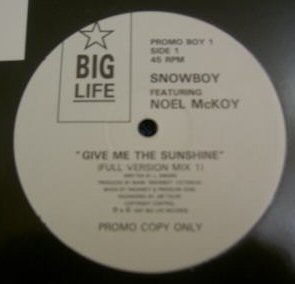 BIG
LIFE
PROMO BOY 1
SIDE 1
45 RPM
SNOWBOY
FEATURING
NOEL McKOY
"GIVE ME THE SUNSHINE"
(FULL VERSION MIX 1)
PROMO COPY ONLY